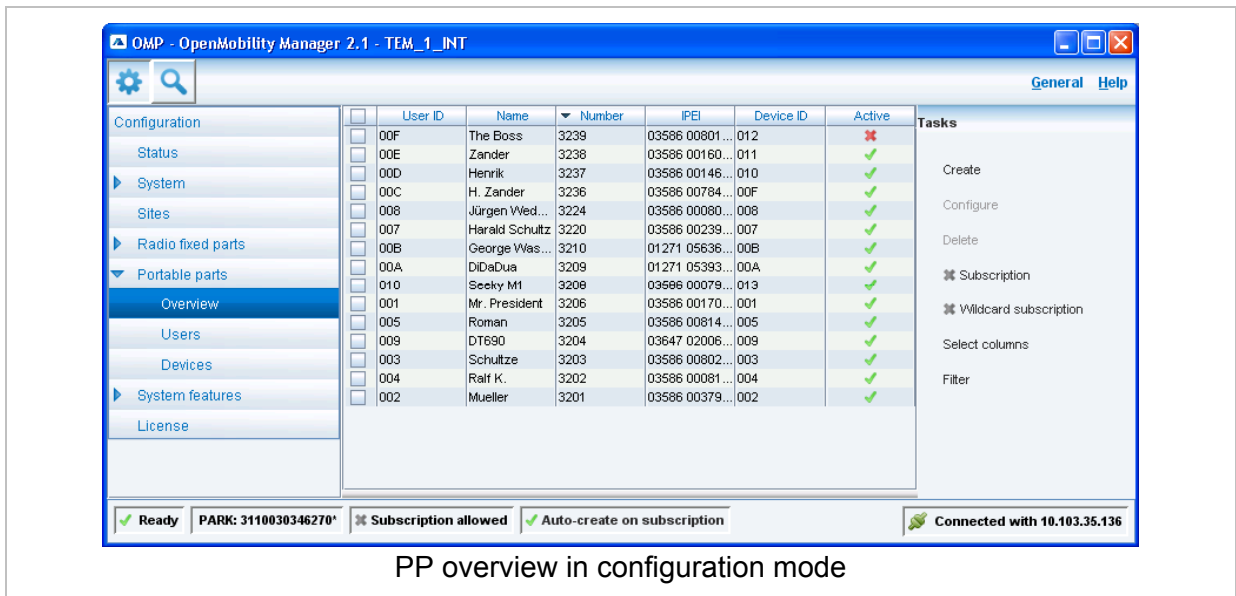 OMP - OpenMobility Manager 2.1 - TEM_1_INT
General Help
Configuration
Status
System
Sites
Radio fixed parts
Portable parts
Overview
Users
Devices
System features
License
User ID Name Number IPEI Device ID Active
00F The Boss 3239 03586 00801... 012
00E Zander 3238 03586 00160... 011
00D Henrik 3237 03586 00146... 010
00C H. Zander 3236 03586 00784... 00F
008 Jürgen Wed... 3224 03586 00080... 008
007 Harald Schultz 3220 03586 00239... 007
00B George Was... 3210 01271 05636... 00B
00A DiDaDua 3209 01271 05393... 00A
010 Seeky M1 3208 03586 00079... 013
001 Mr. President 3206 03586 00170... 001
005 Roman 3205 03586 00814... 005
009 DT690 3204 03647 02006... 009
003 Schultze 3203 03586 00802... 003
004 Ralf K. 3202 03586 00081... 004
002 Mueller 3201 03586 00379... 002
Tasks
Create
Configure
Delete
Subscription
Wildcard subscription
Select columns
Filter
Ready PARK: 3110030346270* Subscription allowed Auto-create on subscription Connected with 10.103.35.136
PP overview in configuration mode